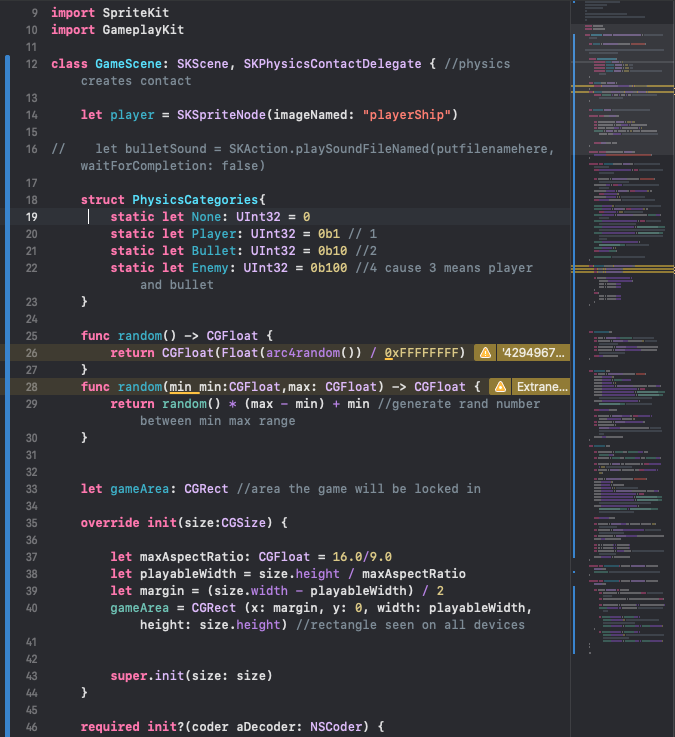 9 import SpriteKit
10 import GameplayKit
11
12 class GameScene: SKScene, SKPhysicsContactDelegate { //physics
creates contact
13
14 let player = SKSpriteNode(imageNamed: "playerShip")
15
16 // let bulletSound = SKAction.playSoundFileNamed(putfilenamehere,
waitForCompletion: false)
17
18 struct PhysicsCategories{
19 static let None: UInt32 = 0
20 static let Player: UInt32 = 0b1 // 1
21 static let Bullet: UInt32 = 0b10 //2
22 static let Enemy: UInt32 = 0b100 //4 cause 3 means player
and bullet
23 }
24
25 func random() -> CGFloat {
26 return CGFloat(Float(arc4random()) / 0xFFFFFFFF) '4294967...
27 }
28 func random(min min:CGFloat,max: CGFloat) -> CGFloat { Extrane...
29 return random() * (max - min) + min //generate rand number
between min max range
30 }
31
32
33 let gameArea: CGRect //area the game will be locked in
34
35 override init(size:CGSize) {
36
37 let maxAspectRatio: CGFloat = 16.0/9.0
38 let playableWidth = size.height / maxAspectRatio
39 let margin = (size.width - playableWidth) / 2
40 gameArea = CGRect (x: margin, y: 0, width: playableWidth,
height: size.height) //rectangle seen on all devices
41
42
43 super.init(size: size)
44 }
45
46 required init?(coder aDecoder: NSCoder) {